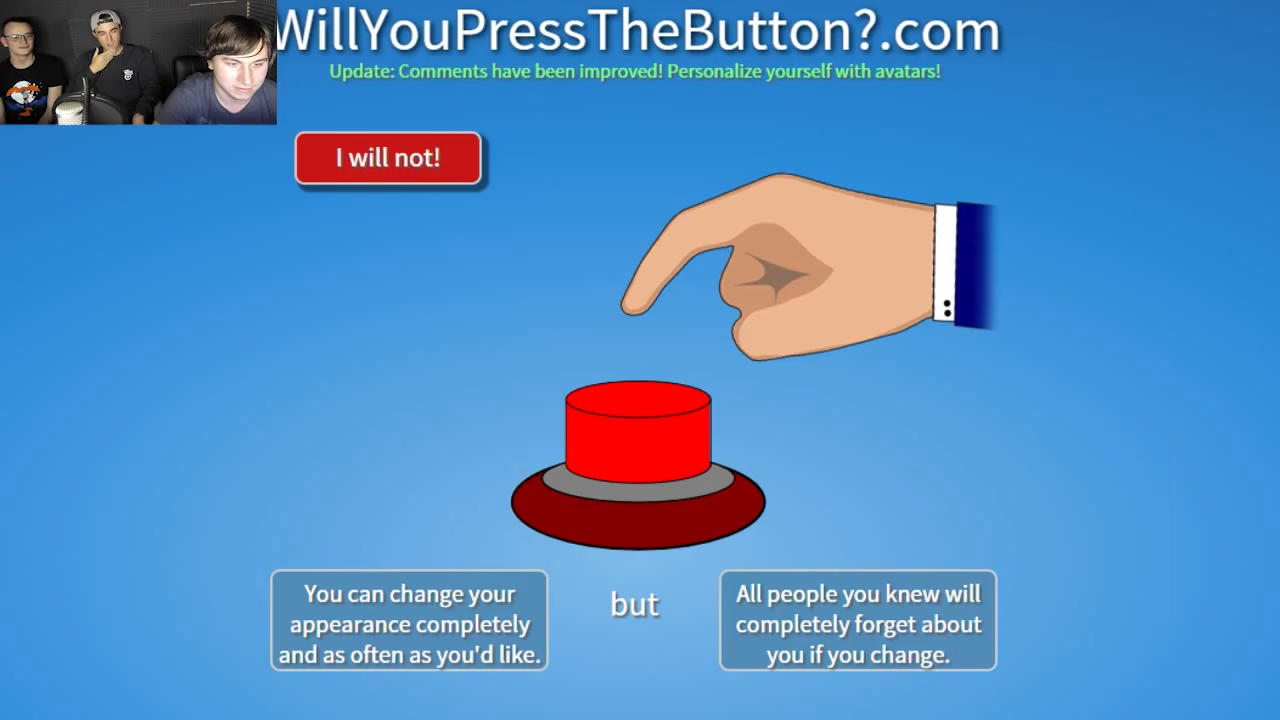 WillYouPressTheButton?.com
Update: Comments have been improved! Personalize yourself with avatars!
I will not!
You can change your
appearance completely
and as often as you'd like.
but
All people you knew will
completely forget about
you if you change.